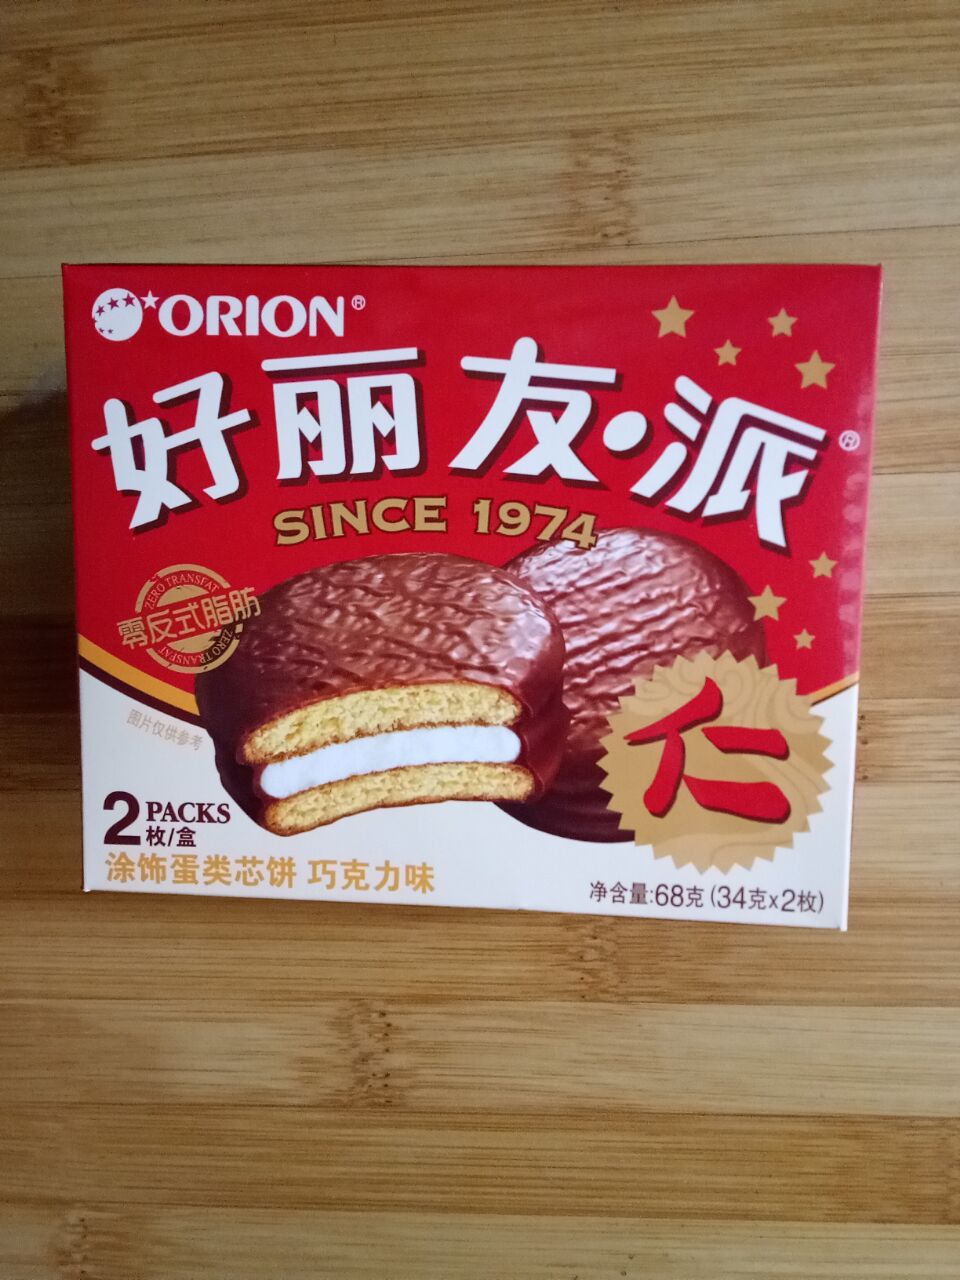 ORION®
好丽友·派®
SINCE 1974
ZERO TRANSFAT
零反式脂肪
ZERO TRANSFAT
图片仅供参考
仁
2 PACKS
枚/盒
涂饰蛋类芯饼 巧克力味
净含量:68克 (34克x2枚)